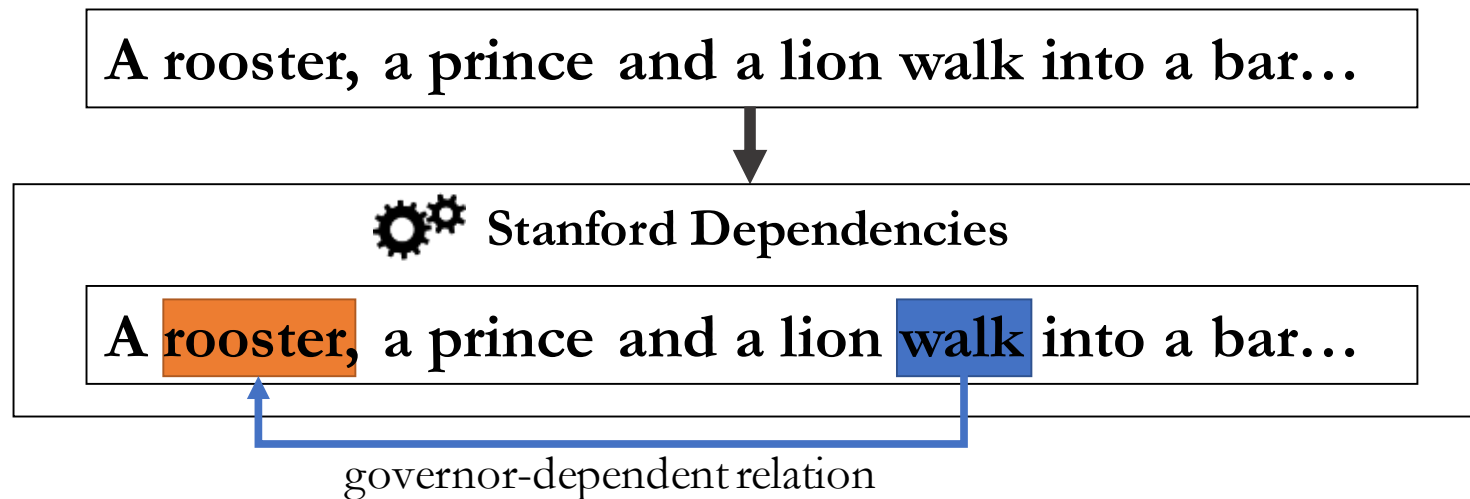 A rooster, a prince and a lion walk into a bar…
Stanford Dependencies
A rooster, a prince and a lion walk into a bar…
governor-dependent relation